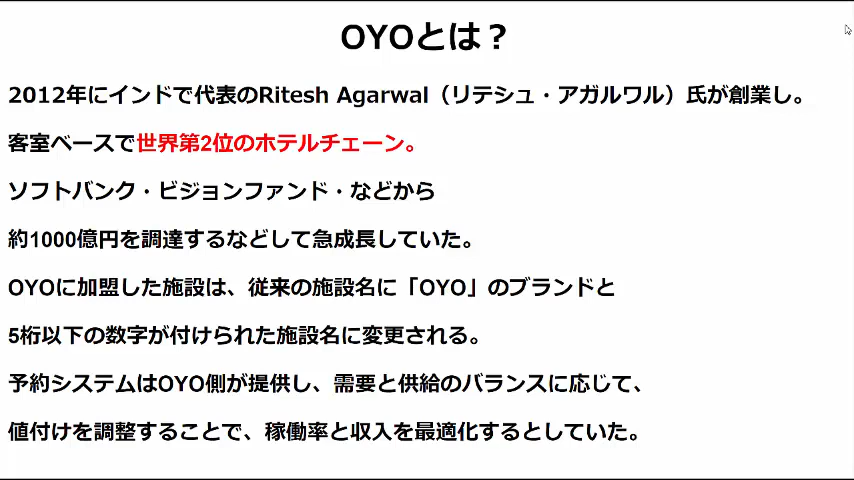 OYOとは？
2012年にインドで代表のRitesh Agarwal（リテシュ・アガルワル）氏が創業し。
客室ベースで世界第2位のホテルチェーン。
ソフトバンク・ビジョンファンド・などから
約1000億円を調達するなどして急成長していた。
OYOに加盟した施設は、従来の施設名に「OYO」のブランドと
5桁以下の数字が付けられた施設名に変更される。
予約システムはOYO側が提供し、需要と供給のバランスに応じて、
値付けを調整することで、稼働率と収入を最適化するとしていた。